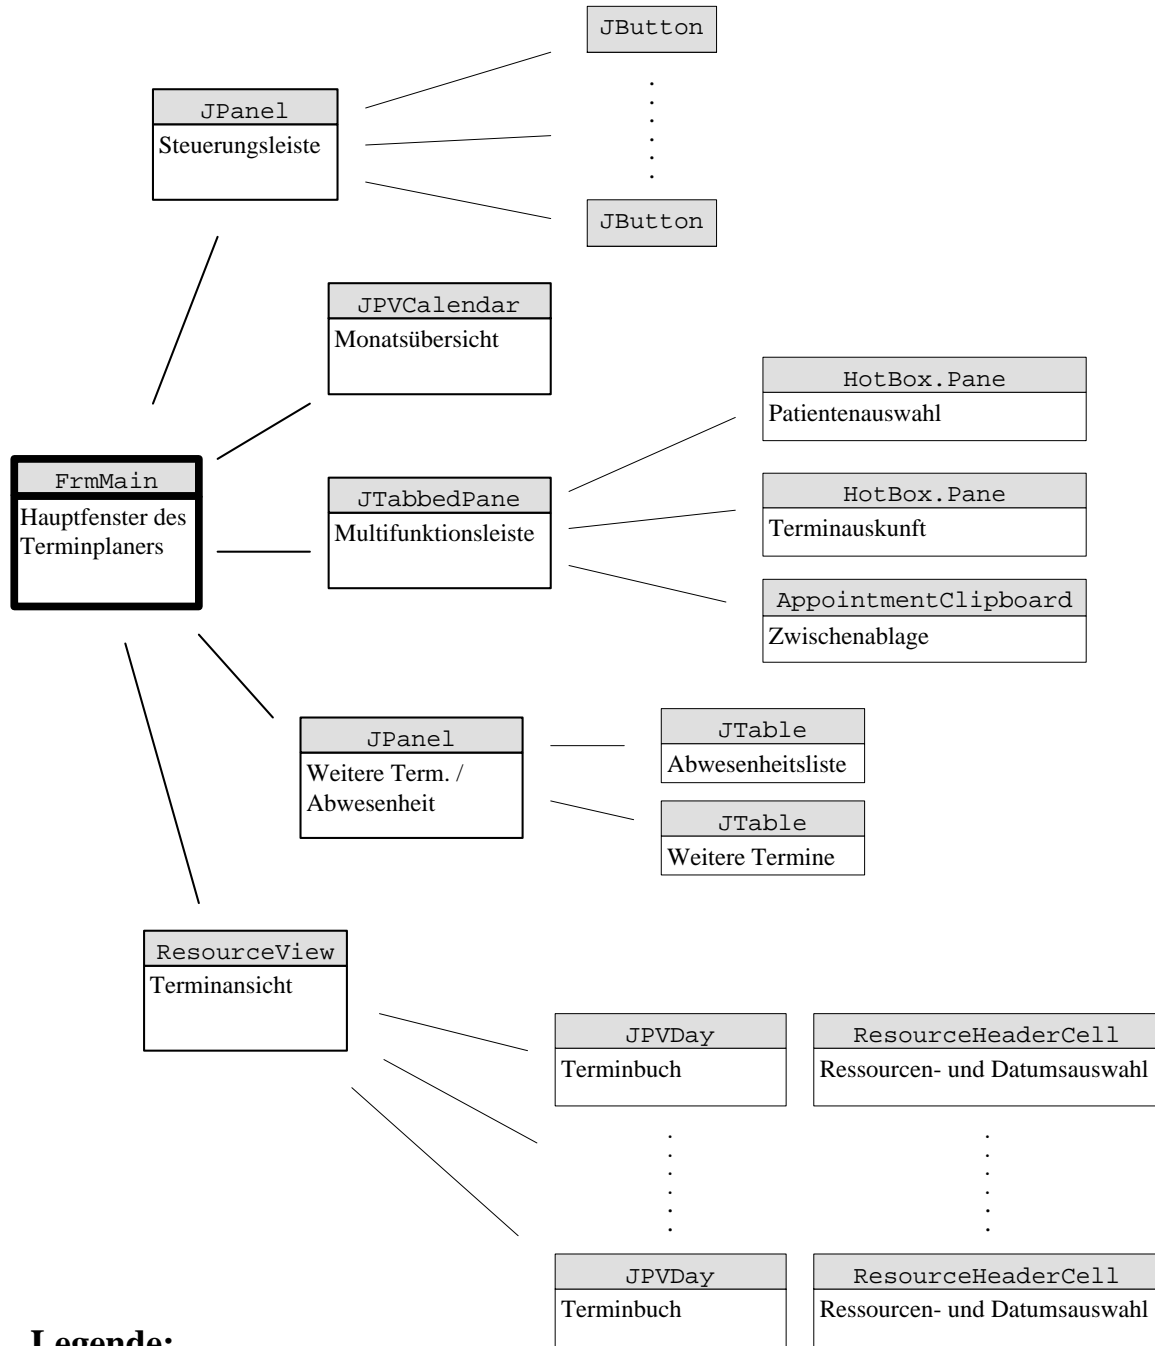 JButton
JPanel
Steuerungsleiste
JButton
JPVCalendar
Monatsübersicht
HotBox.Pane
Patientenauswahl
FrmMain
Hauptfenster des
Terminplaners
JTabbedPane
Multifunktionsleiste
HotBox.Pane
Terminauskunft
AppointmentClipboard
Zwischenablage
JPanel
Weitere Term. /
Abwesenheit
JTable
Abwesenheitsliste
JTable
Weitere Termine
ResourceView
Terminansicht
JPVDay
Terminbuch
ResourceHeaderCell
Ressourcen- und Datumsauswahl
JPVDay
Terminbuch
ResourceHeaderCell
Ressourcen- und Datumsauswahl
Legende: